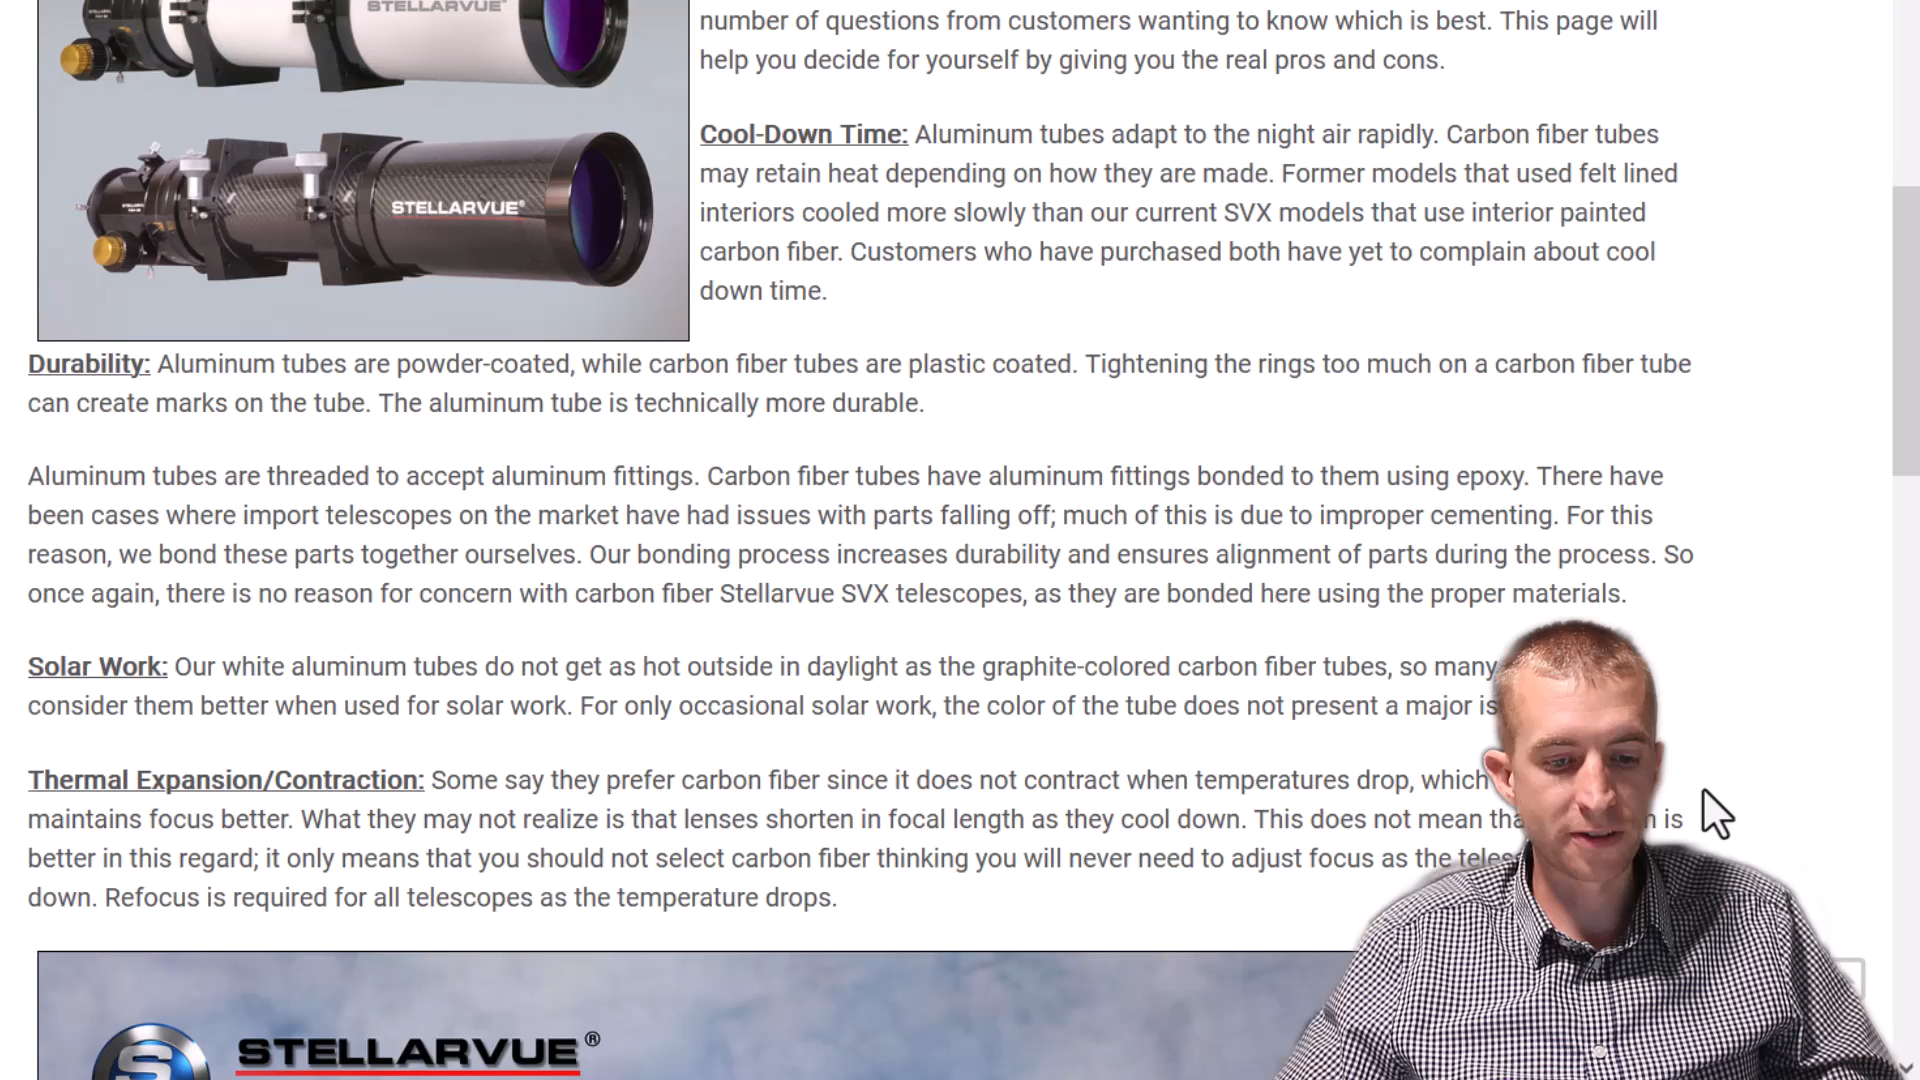 STELLARVUE
number of questions from customers wanting to know which is best. This page will
help you decide for yourself by giving you the real pros and cons.
Cool-Down Time: Aluminum tubes adapt to the night air rapidly. Carbon fiber tubes
may retain heat depending on how they are made. Former models that used felt lined
interiors cooled more slowly than our current SVX models that use interior painted
carbon fiber. Customers who have purchased both have yet to complain about cool
down time.
STELLARVUE®
Durability: Aluminum tubes are powder-coated, while carbon fiber tubes are plastic coated. Tightening the rings too much on a carbon fiber tube
can create marks on the tube. The aluminum tube is technically more durable.
Aluminum tubes are threaded to accept aluminum fittings. Carbon fiber tubes have aluminum fittings bonded to them using epoxy. There have
been cases where import telescopes on the market have had issues with parts falling off; much of this is due to improper cementing. For this
reason, we bond these parts together ourselves. Our bonding process increases durability and ensures alignment of parts during the process. So
once again, there is no reason for concern with carbon fiber Stellarvue SVX telescopes, as they are bonded here using the proper materials.
Solar Work: Our white aluminum tubes do not get as hot outside in daylight as the graphite-colored carbon fiber tubes, so many
consider them better when used for solar work. For only occasional solar work, the color of the tube does not present a major
Thermal Expansion/Contraction: Some say they prefer carbon fiber since it does not contract when temperatures drop, which
maintains focus better. What they may not realize is that lenses shorten in focal length as they cool down. This does not mean is
better in this regard; it only means that you should not select carbon fiber thinking you will never need to adjust focus as the
down. Refocus is required for all telescopes as the temperature drops.
S STELLARVUE®